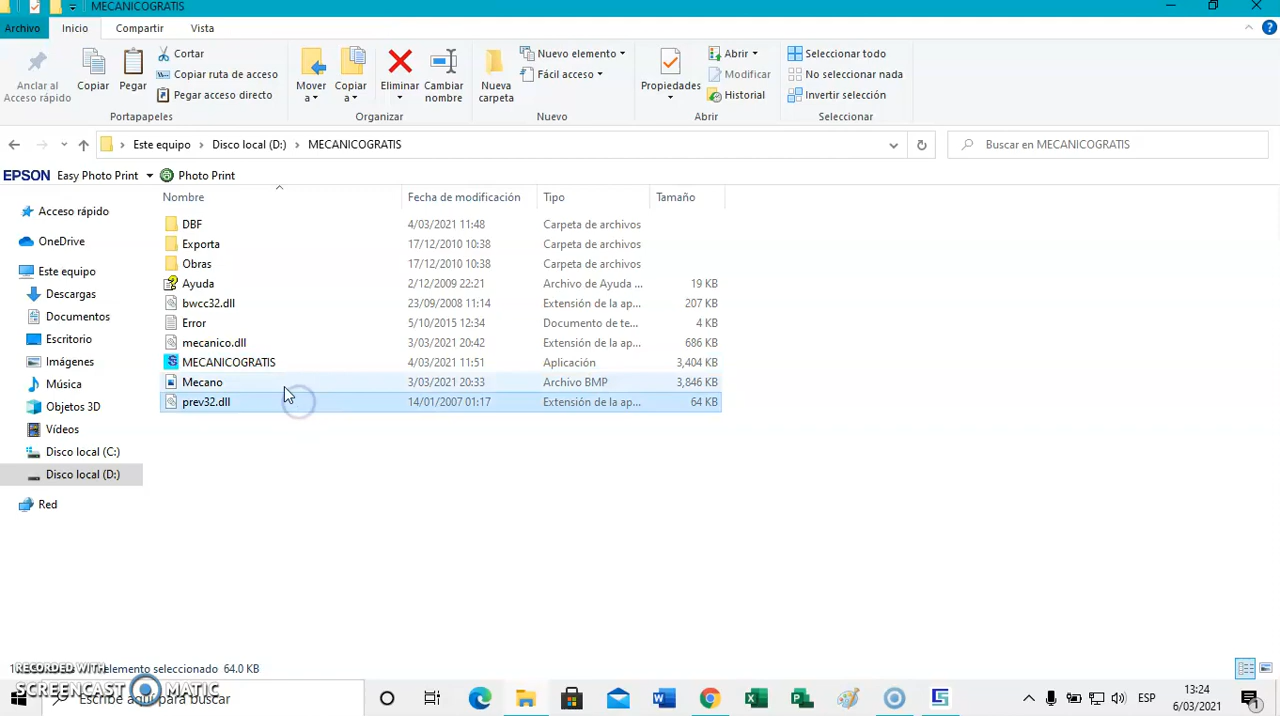 MECANICOGRATIS
Archivo Inicio Compartir Vista
Anclar al Acceso rápido
Copiar
Pegar
Cortar
Copiar ruta de acceso
Pegar acceso directo
Portapapeles
Mover a
Copiar a
Eliminar
Cambiar nombre
Organizar
Nueva carpeta
Nuevo elemento
Fácil acceso
Nuevo
Propiedades
Abrir
Modificar
Historial
Abrir
Seleccionar todo
No seleccionar nada
Invertir selección
Seleccionar
Este equipo > Disco local (D:) > MECANICOGRATIS
Buscar en MECANICOGRATIS
EPSON Easy Photo Print Photo Print
Acceso rápido
OneDrive
Este equipo
Descargas
Documentos
Escritorio
Imágenes
Música
Objetos 3D
Vídeos
Disco local (C:)
Disco local (D:)
Red
Nombre Fecha de modificación Tipo Tamaño
DBF 4/03/2021 11:48 Carpeta de archivos
Exporta 17/12/2010 10:38 Carpeta de archivos
Obras 17/12/2010 10:38 Carpeta de archivos
Ayuda 2/12/2009 22:21 Archivo de Ayuda ... 19 KB
bwcc32.dll 23/09/2008 11:14 Extensión de la ap... 207 KB
Error 5/10/2015 12:34 Documento de te... 4 KB
mecanico.dll 3/03/2021 20:42 Extensión de la ap... 686 KB
MECANICOGRATIS 4/03/2021 11:51 Aplicación 3,404 KB
Mecano 3/03/2021 20:33 Archivo BMP 3,846 KB
prev32.dll 14/01/2007 01:17 Extensión de la ap... 64 KB
elemento seleccionado 64.0 KB
RECORDED WITH
SCREENCAST MATIC
Escribe aquí para buscar
ESP
13:24
6/03/2021